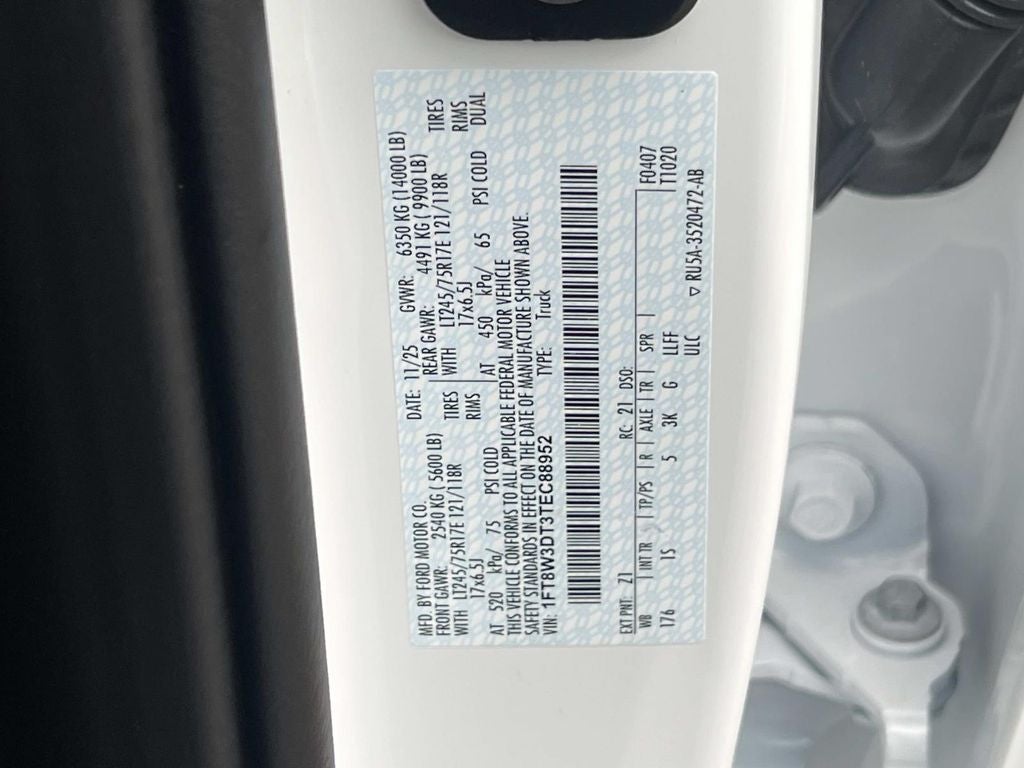 MFD. BY FORD MOTOR CO.
DATE: 11/25 GVWR: 6350 KG (14000 LB)
FRONT GAWR: 2540 KG (5600 LB) REAR GAWR: 4491 KG (9900 LB)
WITH LT245/75R17E 121/118R TIRES WITH LT245/75R17E 121/118R TIRES
17x6.5J RIMS 17x6.5J RIMS
AT 520 kPa/ 75 PSI COLD AT 450 kPa/ 65 PSI COLD DUAL
THIS VEHICLE CONFORMS TO ALL APPLICABLE FEDERAL MOTOR VEHICLE
SAFETY STANDARDS IN EFFECT ON THE DATE OF MANUFACTURE SHOWN ABOVE.
VIN: 1FT8W3DT3TEC88952 TYPE: Truck
EXT PNT: Z1 RC: 21 DSO: F0407
WB INT TR TP/PS R AXLE TR SPR T1020
176 1S 5 3K G LLFF
ULC ▽ RU5A-3520472-AB